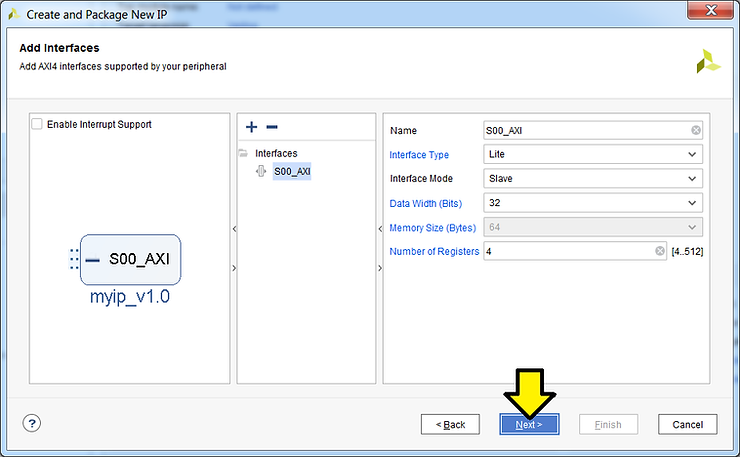 Create and Package New IP
Add Interfaces
Add AXI4 interfaces supported by your peripheral
Enable Interrupt Support
S00_AXI
myip_v1.0
Interfaces
S00_AXI
Name S00_AXI
Interface Type Lite
Interface Mode Slave
Data Width (Bits) 32
Memory Size (Bytes) 64
Number of Registers 4 [4..512]
? < Back Next > Finish Cancel